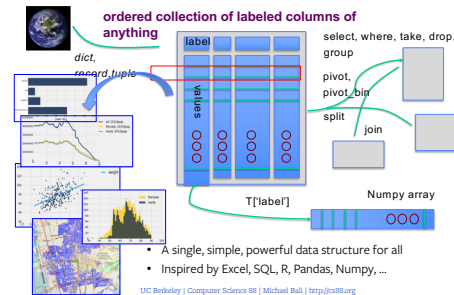 ordered collection of labeled columns of
anything
label
select, where, take, drop,
group
dict,
record,tuple
pivot,
pivot_bin
split
values
join
Numpy array
T['label']
• A single, simple, powerful data structure for all
• Inspired by Excel, SQL, R, Pandas, Numpy, ...
UC Berkeley | Computer Science 88 | Michael Ball | http://cs88.org